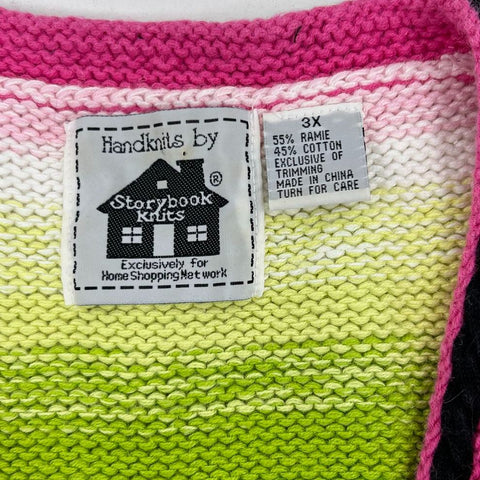 Handknits by
Storybook
Knits
®
Exclusively for
Home Shopping Network
3X
55% RAMIE
45% COTTON
EXCLUSIVE OF
TRIMMING
MADE IN CHINA
TURN FOR CARE